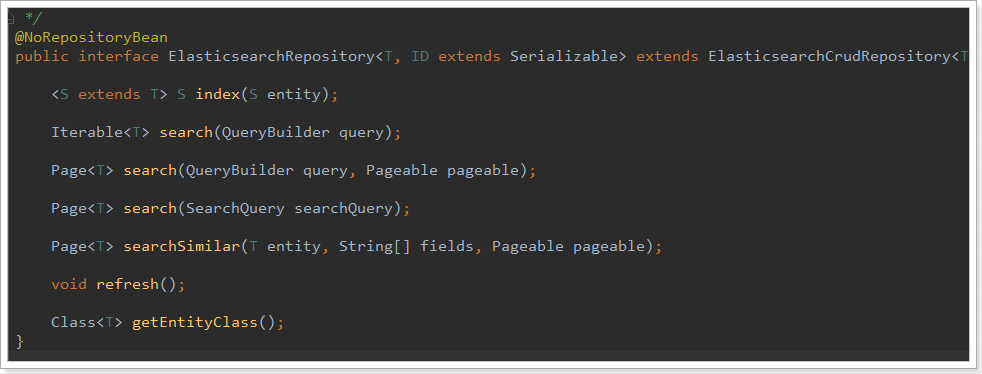 */
@NoRepositoryBean
public interface ElasticsearchRepository<T, ID extends Serializable> extends ElasticsearchCrudRepository<T
<S extends T> S index(S entity);
Iterable<T> search(QueryBuilder query);
Page<T> search(QueryBuilder query, Pageable pageable);
Page<T> search(SearchQuery searchQuery);
Page<T> searchSimilar(T entity, String[] fields, Pageable pageable);
void refresh();
Class<T> getEntityClass();
}